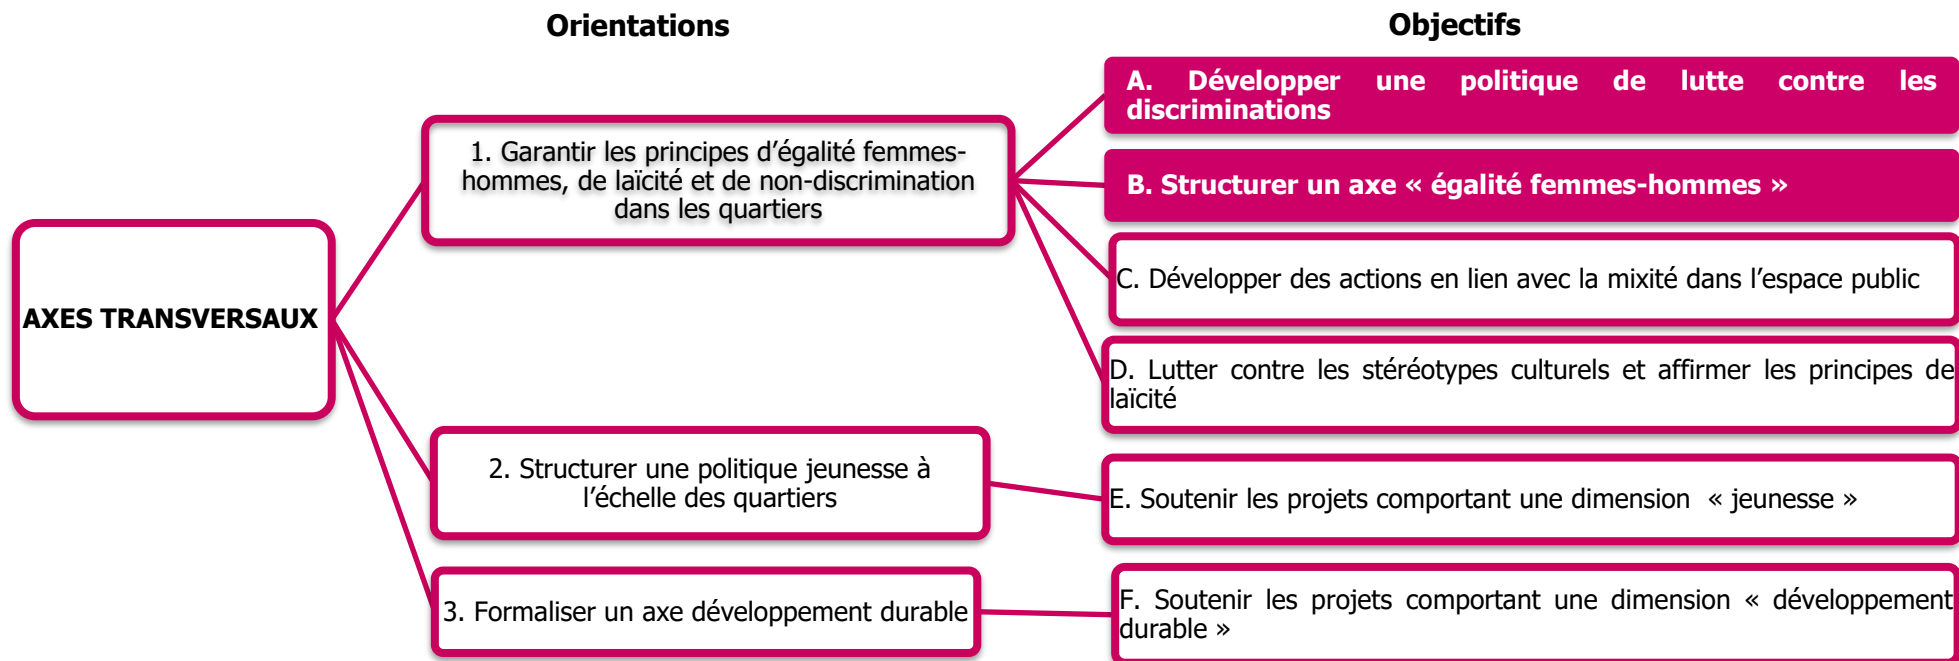 Orientations
Objectifs
AXES TRANSVERSAUX
1. Garantir les principes d’égalité femmes-
hommes, de laïcité et de non-discrimination
dans les quartiers
A. Développer une politique de lutte contre les
discriminations
B. Structurer un axe « égalité femmes-hommes »
C. Développer des actions en lien avec la mixité dans l’espace public
D. Lutter contre les stéréotypes culturels et affirmer les principes de
laïcité
2. Structurer une politique jeunesse à
l’échelle des quartiers
E. Soutenir les projets comportant une dimension « jeunesse »
3. Formaliser un axe développement durable
F. Soutenir les projets comportant une dimension « développement
durable »